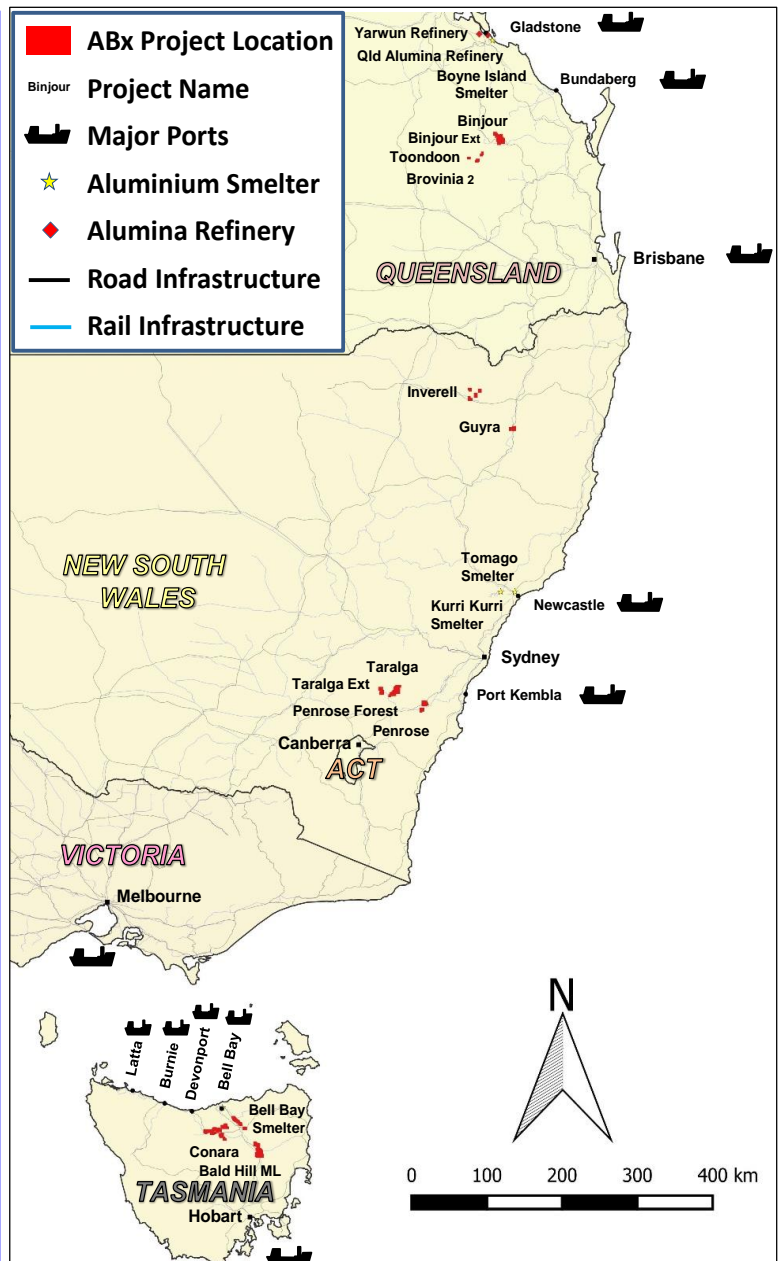 ABx Project Location
Binjour Project Name
Major Ports
Aluminium Smelter
Alumina Refinery
Road Infrastructure
Rail Infrastructure
Yarwun Refinery
Gladstone
Qld Alumina Refinery
Boyne Island
Smelter
Bundaberg
Binjour
Binjour Ext
Toondoon
Brovinia 2
QUEENSLAND
Brisbane
Inverell
Guyra
NEW SOUTH
WALES
Tomago
Smelter
Kurri Kurri
Smelter
Newcastle
Sydney
Taralga
Taralga Ext
Port Kembla
Penrose Forest
Penrose
Canberra
ACT
VICTORIA
Melbourne
Latta
Burnie
Devonport
Bell Bay
Bell Bay
Smelter
Conara
Bald Hill ML
TASMANIA
Hobart
N
0 100 200 300 400 km